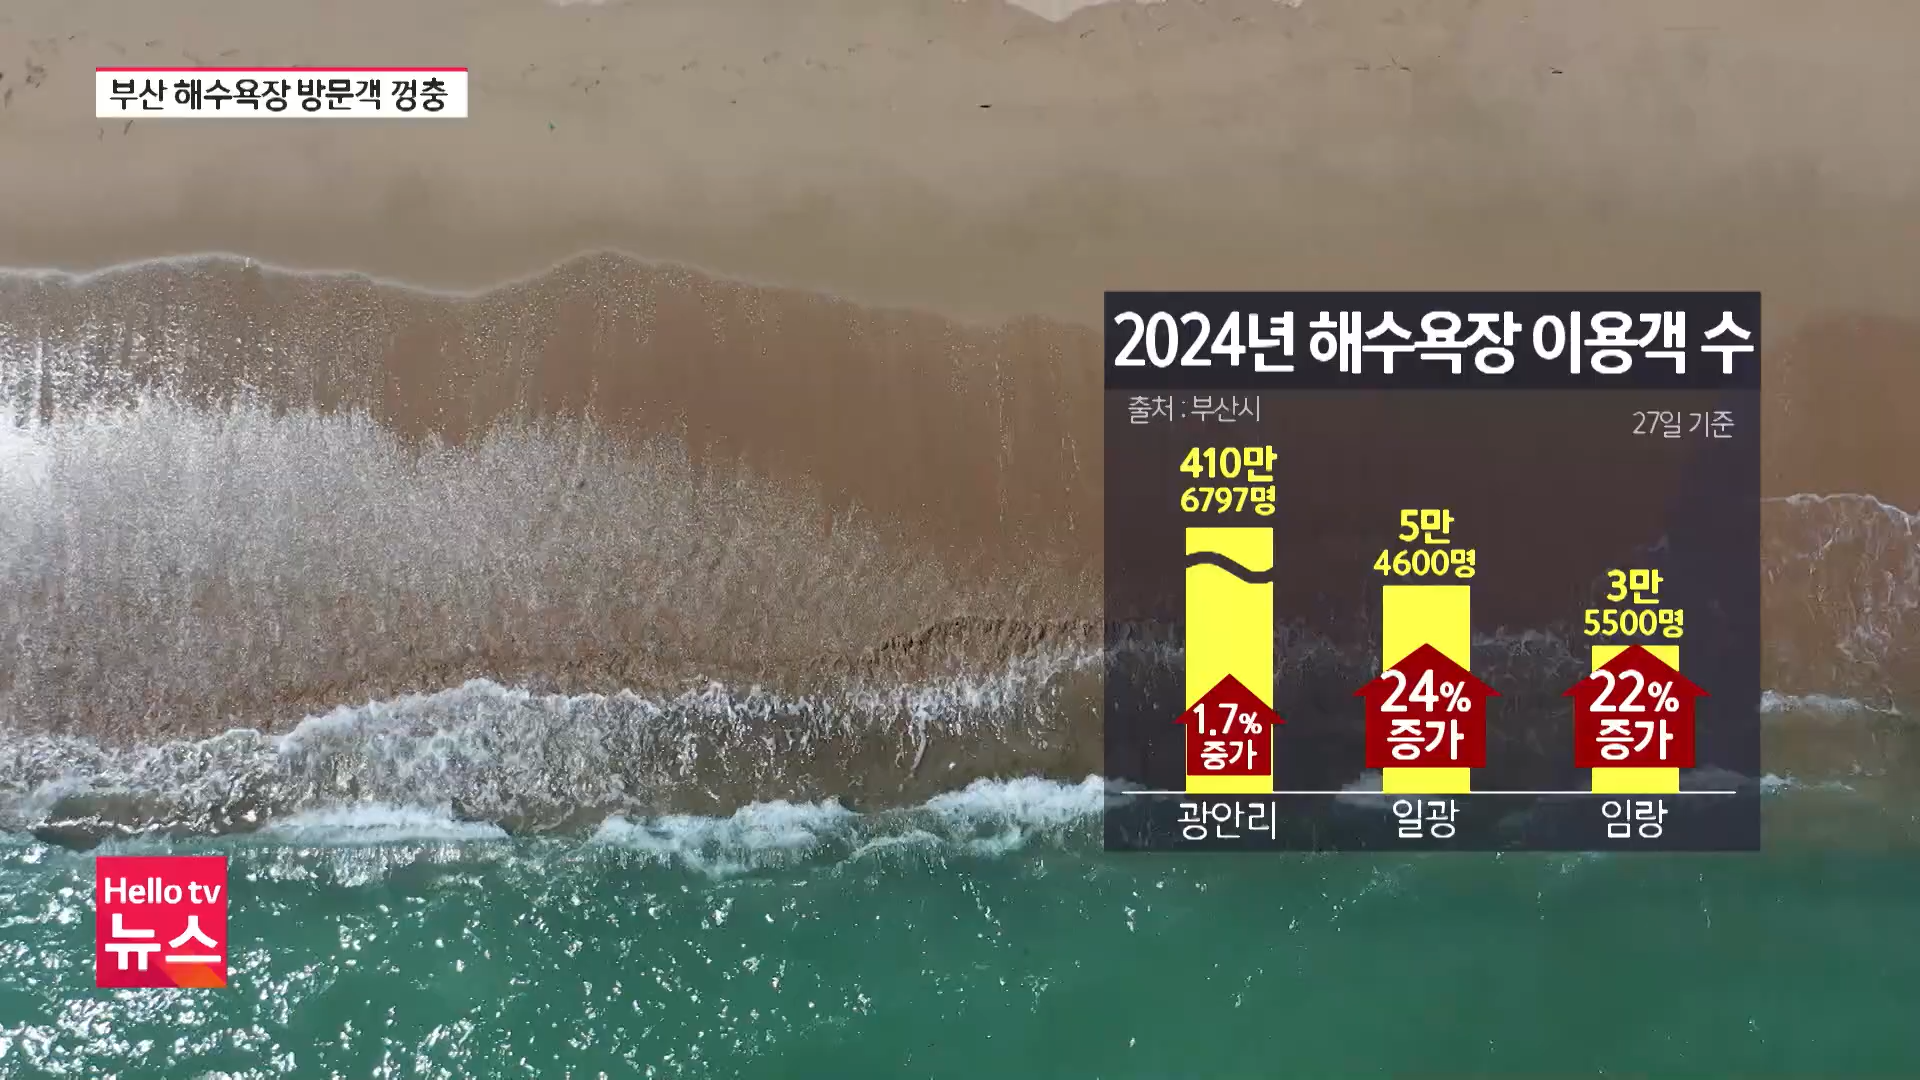 부산 해수욕장 방문객 껑충
2024년 해수욕장 이용객 수
출처 : 부산시
27일 기준
410만
6797명
5만
4600명
3만
5500명
1.7%
증가
24%
증가
22%
증가
광안리
일광
임랑
Hello tv
뉴스